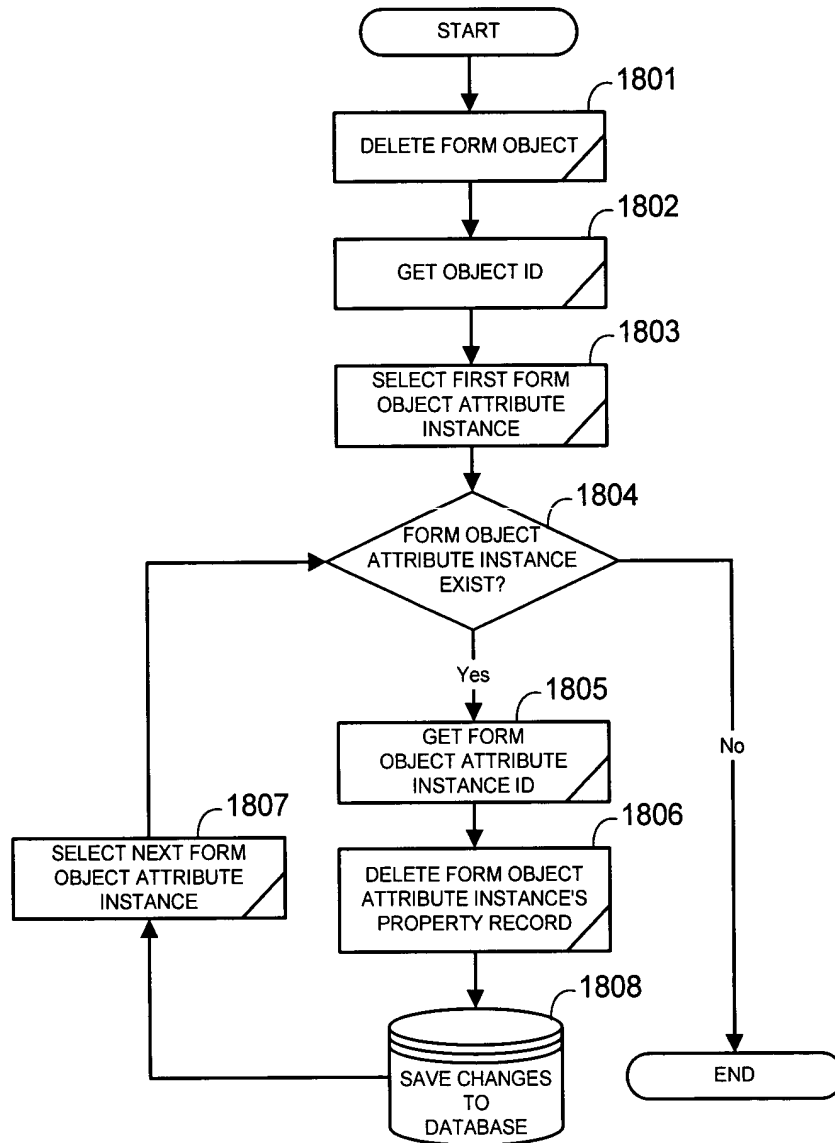 START
1801
DELETE FORM OBJECT
1802
GET OBJECT ID
1803
SELECT FIRST FORM
OBJECT ATTRIBUTE
INSTANCE
1804
FORM OBJECT
ATTRIBUTE INSTANCE
EXIST?
Yes
No
1805
GET FORM
OBJECT ATTRIBUTE
INSTANCE ID
1806
DELETE FORM OBJECT
ATTRIBUTE INSTANCE'S
PROPERTY RECORD
1807
SELECT NEXT FORM
OBJECT ATTRIBUTE
INSTANCE
1808
SAVE CHANGES
TO
DATABASE
END